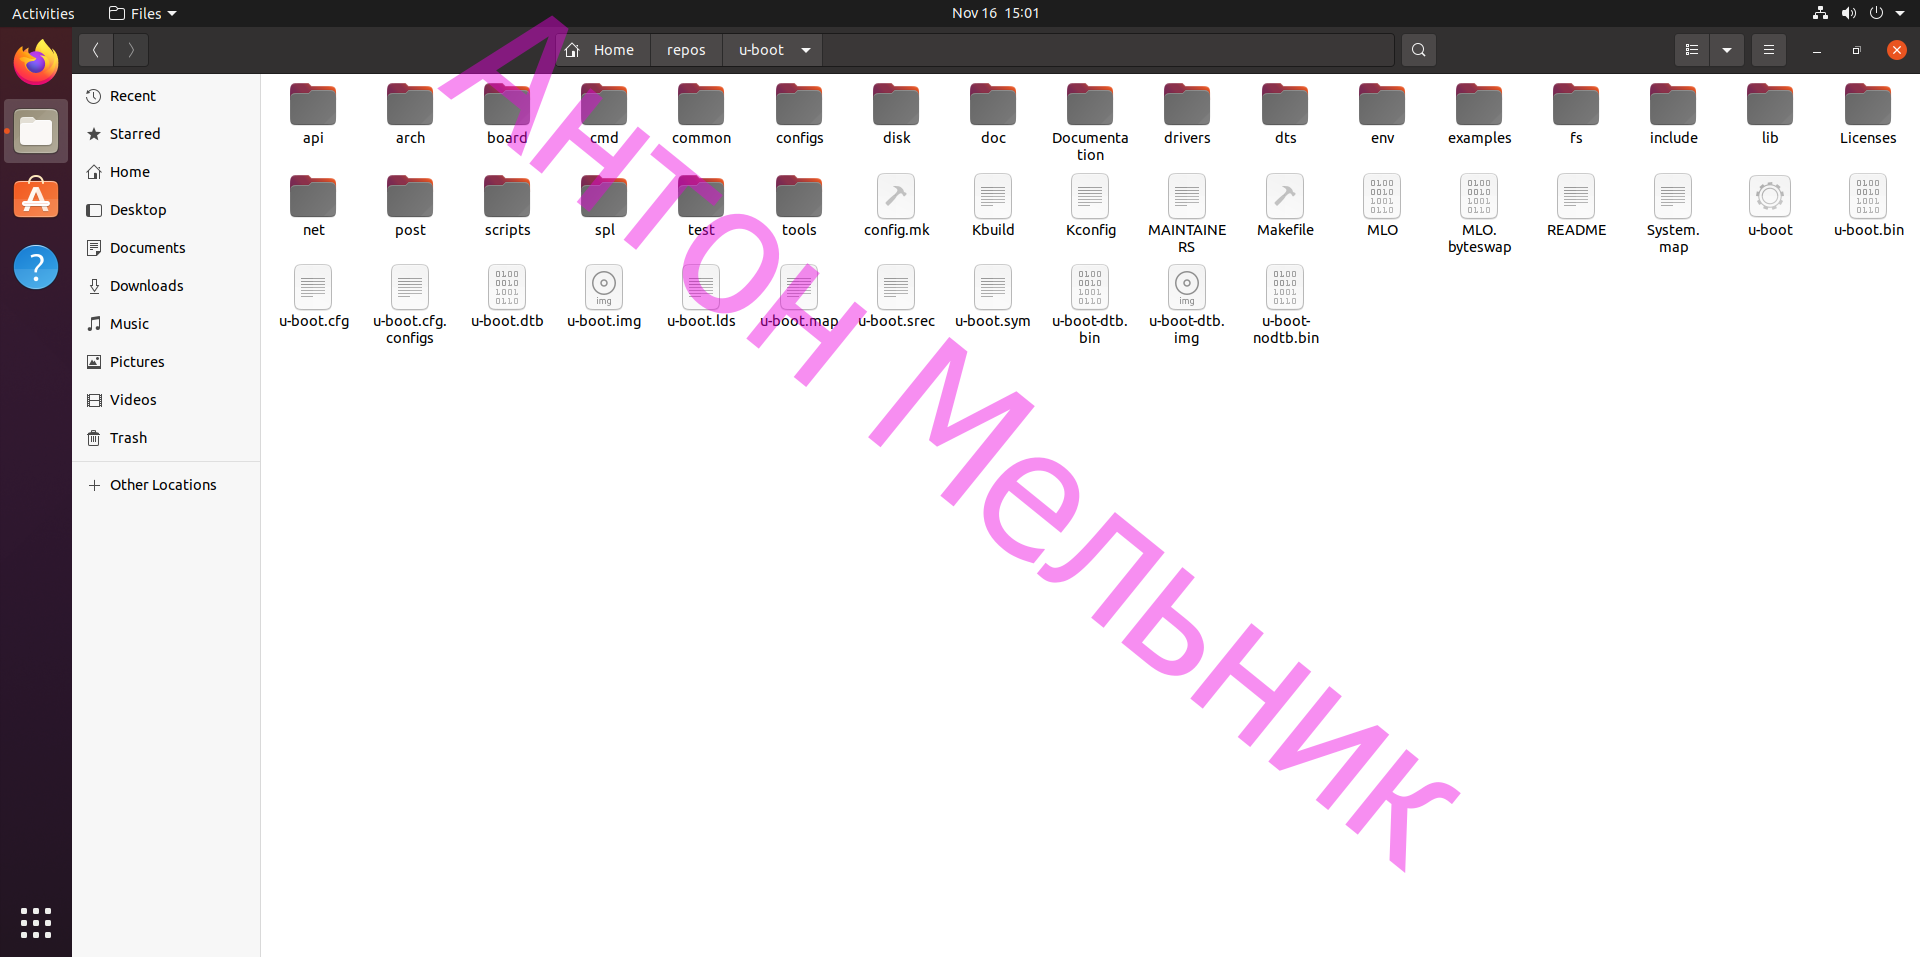 Activities Files Nov 16 15:01
Home repos u-boot
Recent
Starred
Home
Desktop
Documents
Downloads
Music
Pictures
Videos
Trash
Other Locations
api arch board cmd common configs disk doc Documenta drivers dts env examples fs include lib Licenses
tion
net post scripts spl test tools config.mk Kbuild Kconfig MAINTAINE Makefile MLO MLO. README System. u-boot u-boot.bin
RS byteswap map
u-boot.cfg u-boot.cfg. u-boot.dtb u-boot.img u-boot.lds u-boot.map u-boot.srec u-boot.sym u-boot-dtb. u-boot-dtb. u-boot-
configs bin img nodtb.bin
Антон Мельник